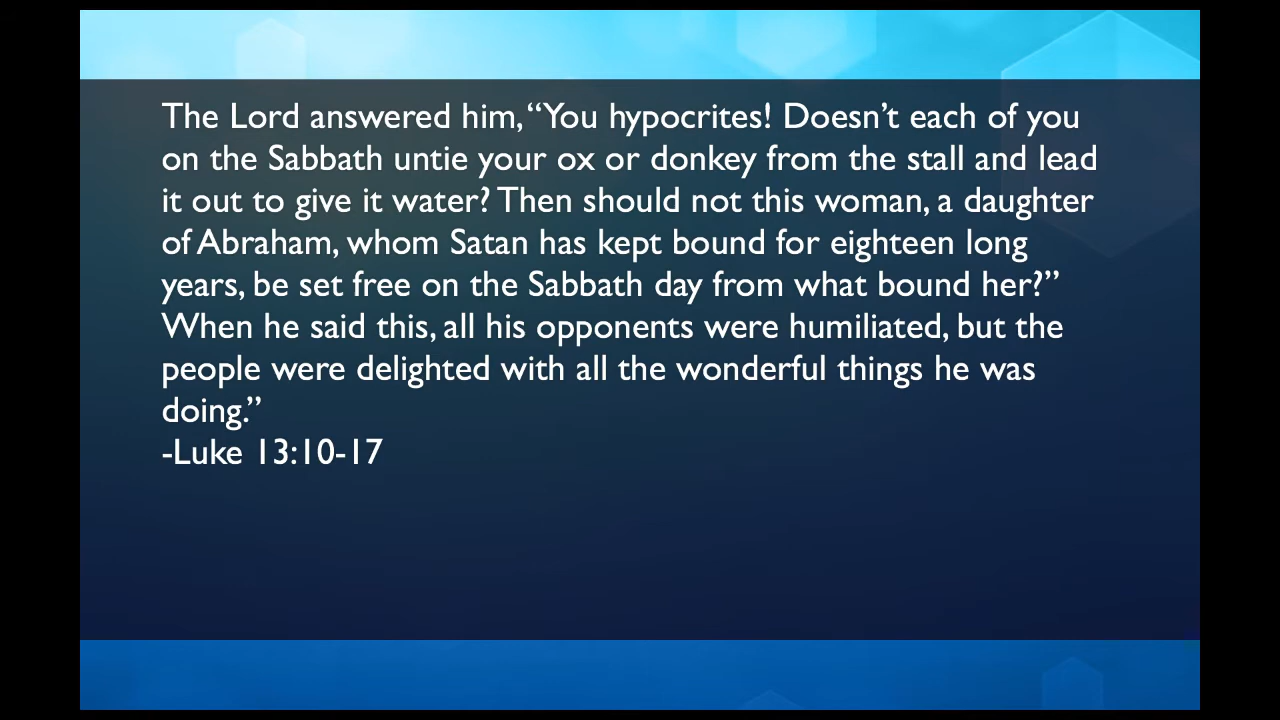 The Lord answered him, “You hypocrites! Doesn’t each of you
on the Sabbath untie your ox or donkey from the stall and lead
it out to give it water? Then should not this woman, a daughter
of Abraham, whom Satan has kept bound for eighteen long
years, be set free on the Sabbath day from what bound her?”
When he said this, all his opponents were humiliated, but the
people were delighted with all the wonderful things he was
doing.”
-Luke 13:10-17